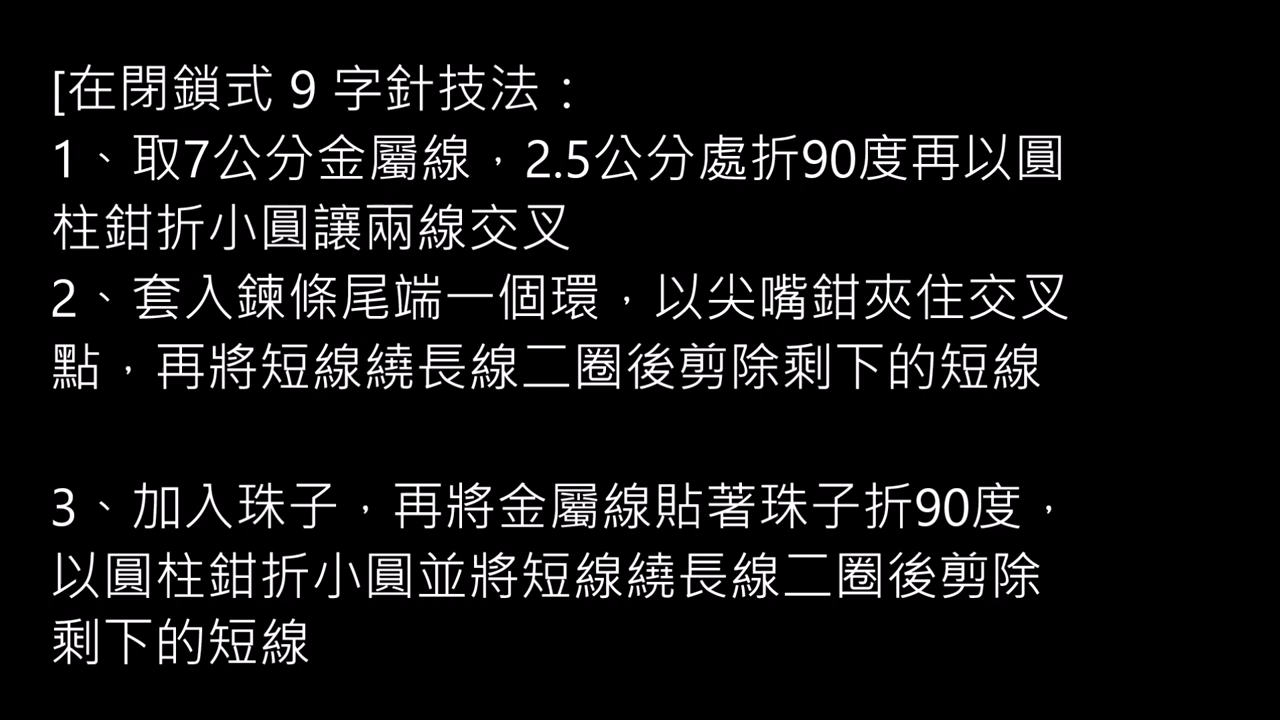 [在閉鎖式 9 字針技法：
1、取7公分金屬線，2.5公分處折90度再以圓
柱鉗折小圓讓兩線交叉
2、套入鍊條尾端一個環，以尖嘴鉗夾住交叉
點，再將短線繞長線二圈後剪除剩下的短線
3、加入珠子，再將金屬線貼著珠子折90度，
以圓柱鉗折小圓並將短線繞長線二圈後剪除
剩下的短線